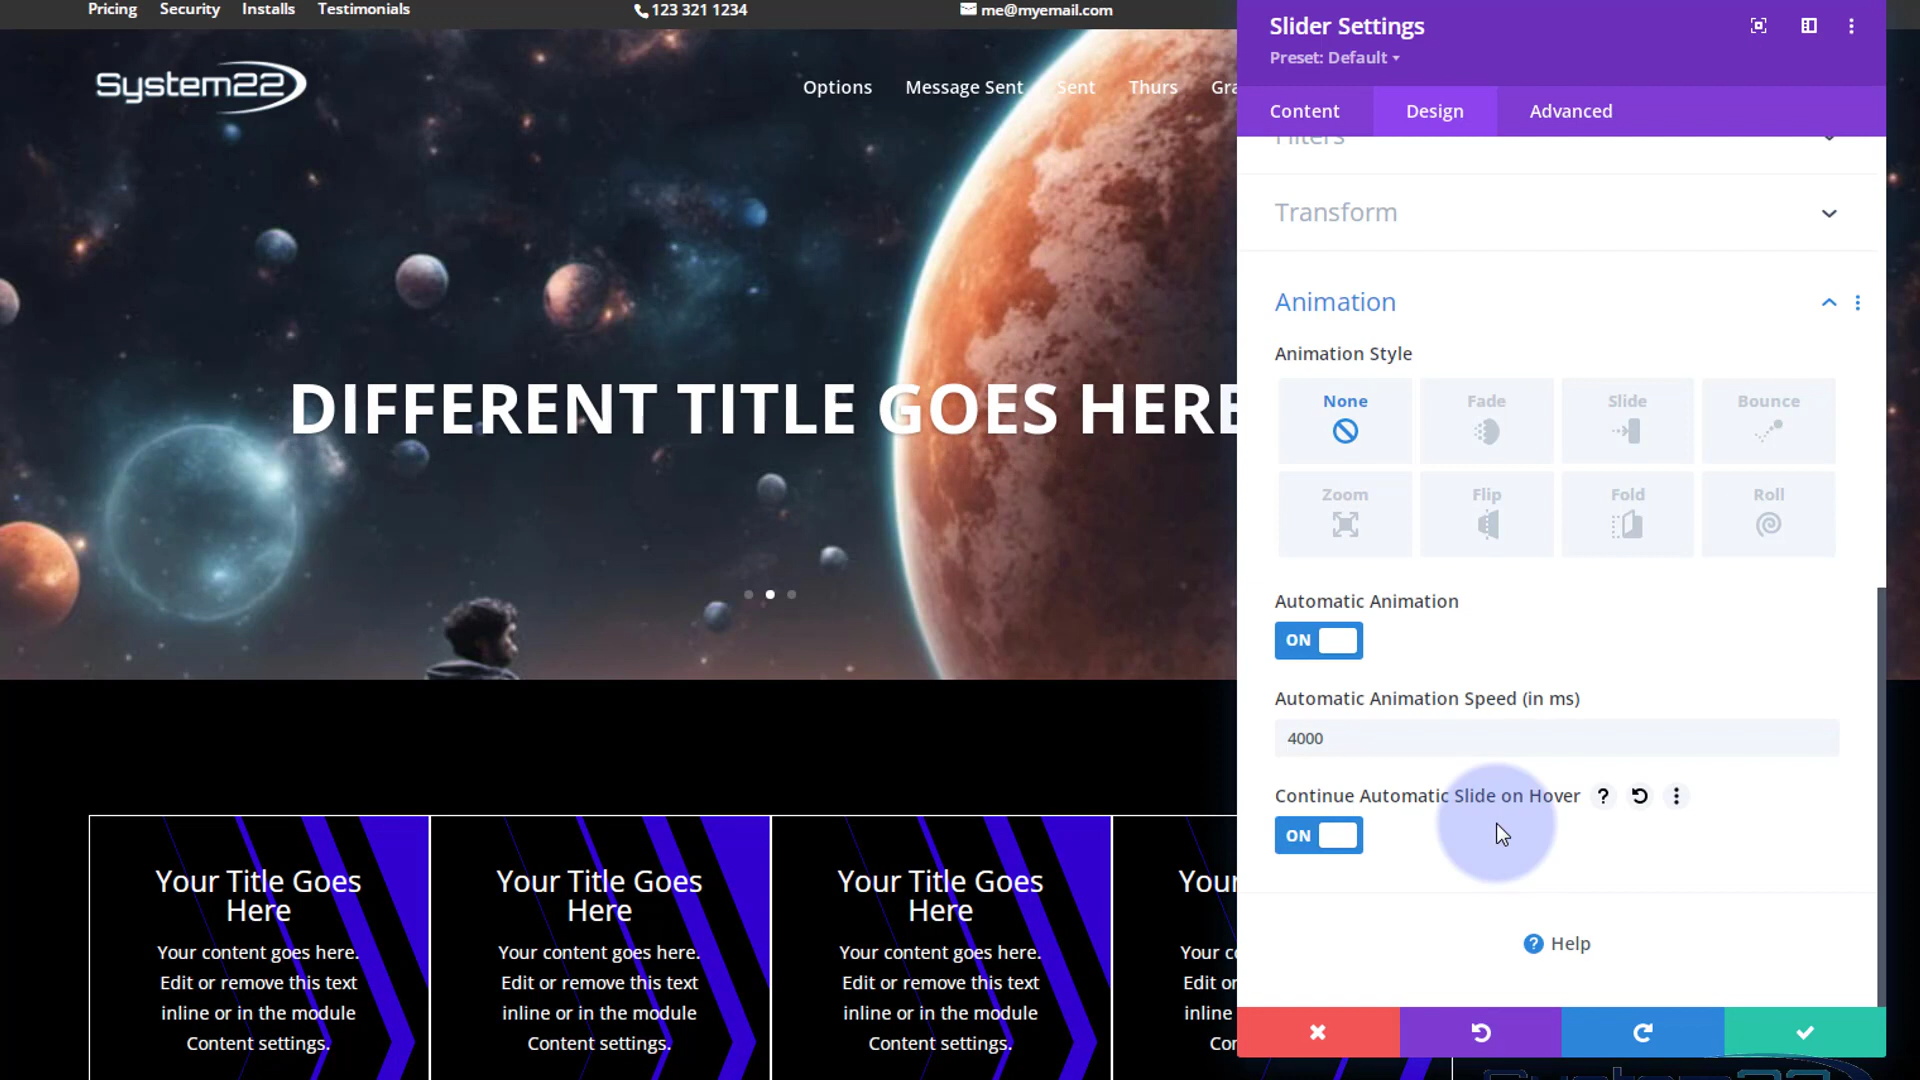 Pricing Security Installs Testimonials
123 321 1234
me@myemail.com
System22
Options Message Sent Sent Thurs
DIFFERENT TITLE GOES HERE
Your Title Goes
Here
Your content goes here.
Edit or remove this text
inline or in the module
Content settings.
Your Title Goes
Here
Your content goes here.
Edit or remove this text
inline or in the module
Content settings.
Your Title Goes
Here
Your content goes here.
Edit or remove this text
inline or in the module
Content settings.
Your
Edit or
inline
Slider Settings
Preset: Default
Content Design Advanced
Filters
Transform
Animation
Animation Style
None Fade Slide Bounce
Zoom Flip Fold Roll
Automatic Animation
ON
Automatic Animation Speed (in ms)
4000
Continue Automatic Slide on Hover ?
ON
? Help